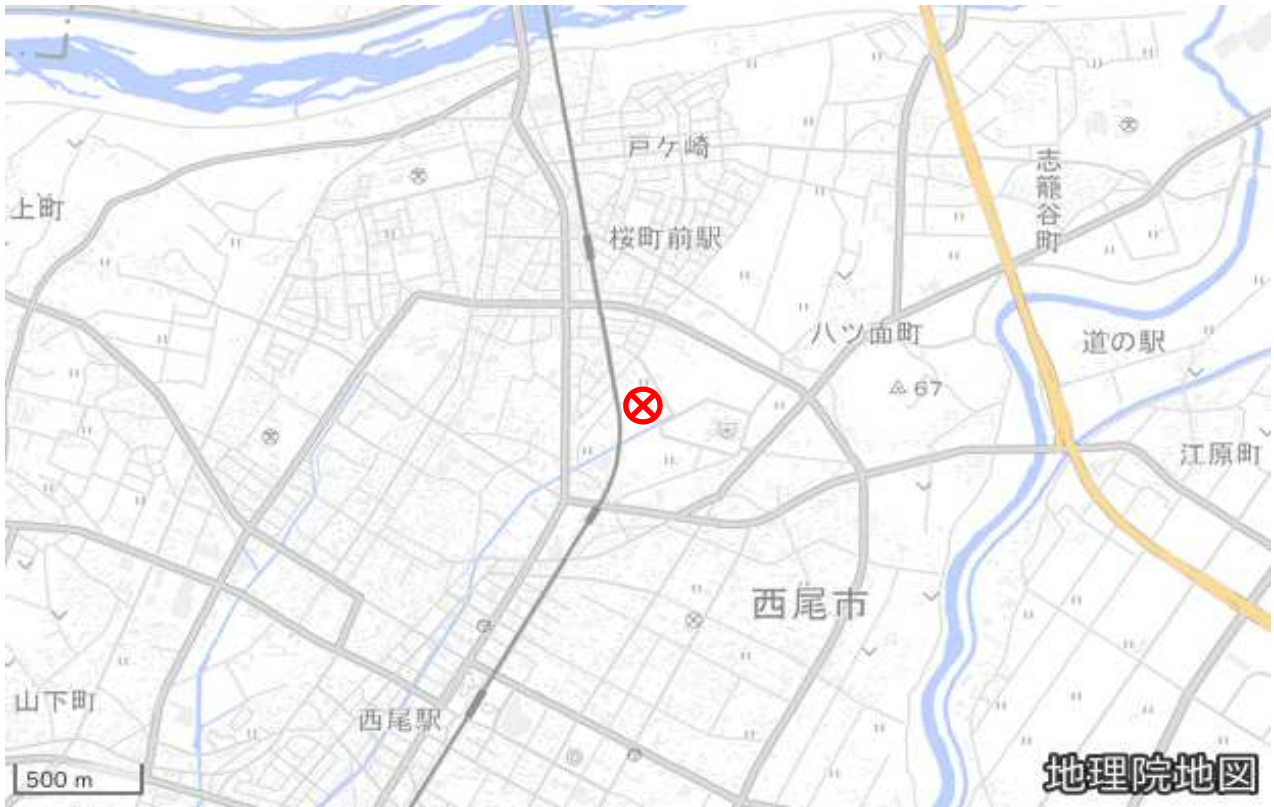 戸ケ崎
志籠谷町
上町
桜町前駅
八ツ面町
道の駅
67
江原町
西尾市
山下町
西尾駅
500 m
地理院地図